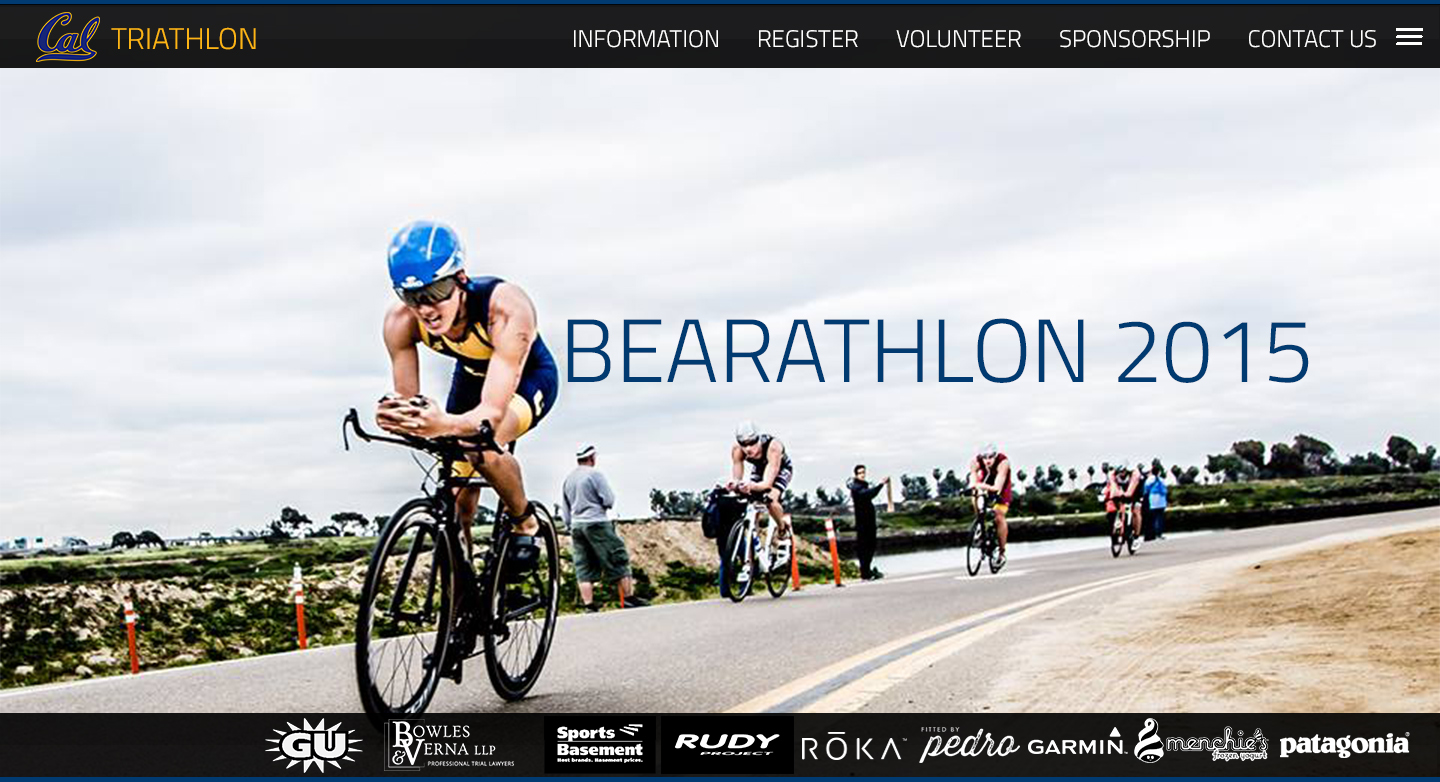 Cal TRIATHLON
INFORMATION REGISTER VOLUNTEER SPONSORSHIP CONTACT US
BEARATHLON 2015
GU
BOWLES
& VERNA LLP
PROFESSIONAL TRIAL LAWYERS
Sports
Basement
Best brands. Basement prices.
RUDY
PROJECT
RŌKA™
FITTED BY
pedro
GARMIN
menchie's
frozen yogurt
patagonia®